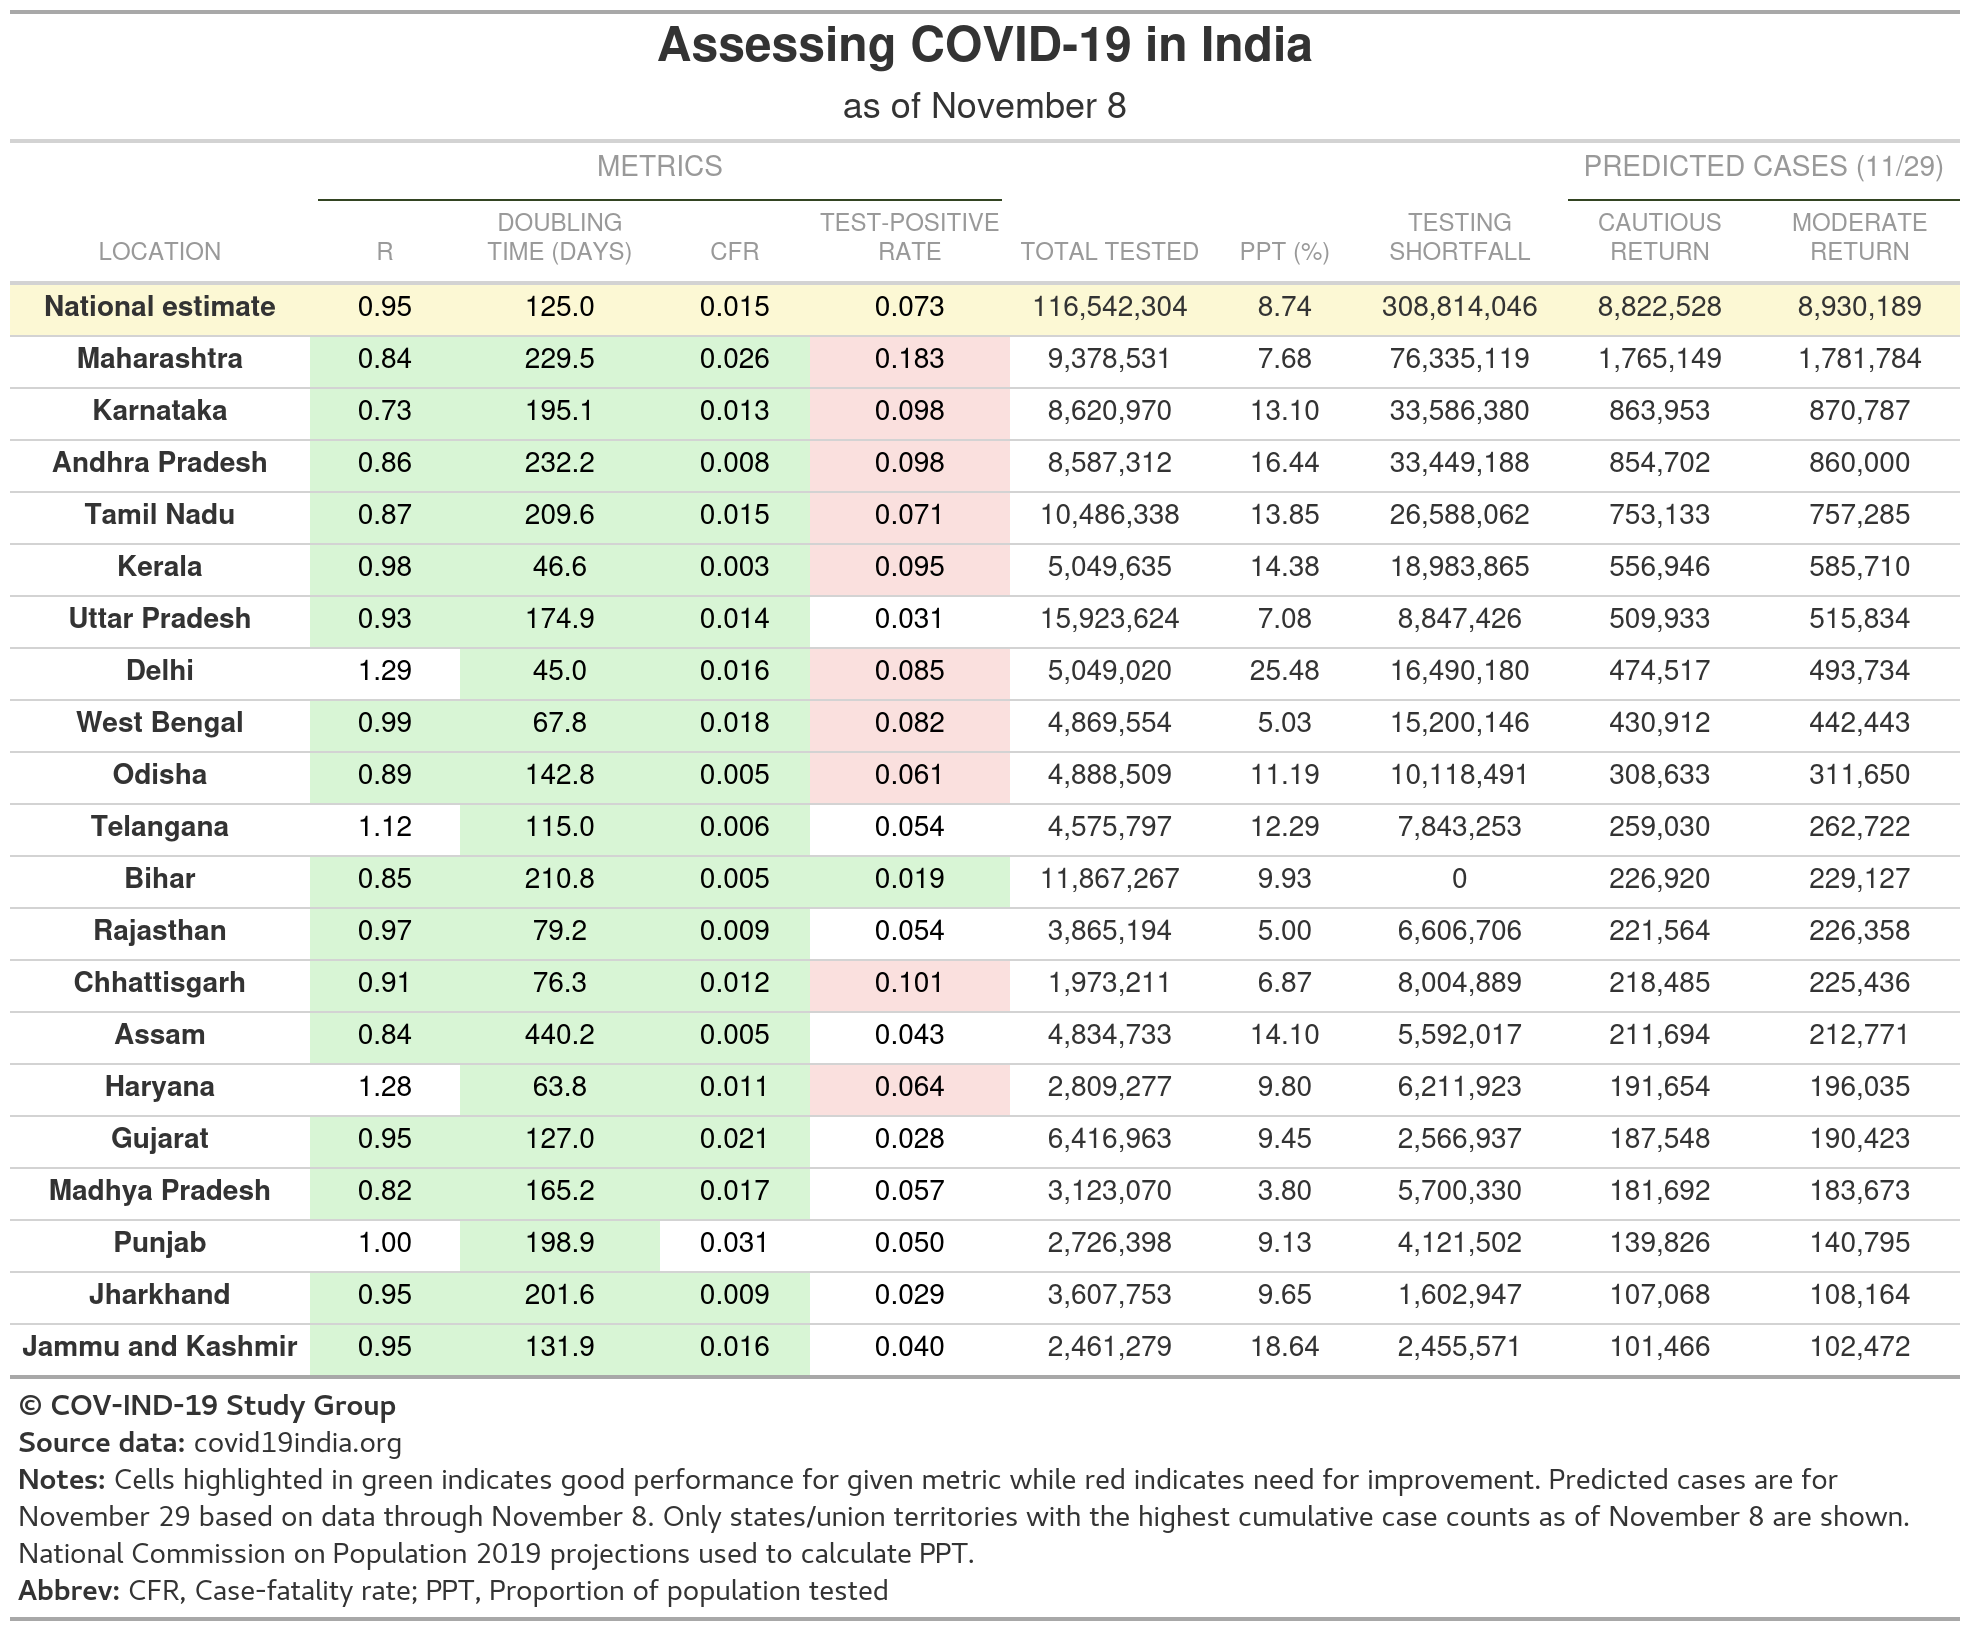 Assessing COVID-19 in India
as of November 8
METRICS PREDICTED CASES (11/29)
LOCATION R DOUBLING TIME (DAYS) CFR TEST-POSITIVE RATE TOTAL TESTED PPT (%) TESTING SHORTFALL CAUTIOUS RETURN MODERATE RETURN
National estimate 0.95 125.0 0.015 0.073 116,542,304 8.74 308,814,046 8,822,528 8,930,189
Maharashtra 0.84 229.5 0.026 0.183 9,378,531 7.68 76,335,119 1,765,149 1,781,784
Karnataka 0.73 195.1 0.013 0.098 8,620,970 13.10 33,586,380 863,953 870,787
Andhra Pradesh 0.86 232.2 0.008 0.098 8,587,312 16.44 33,449,188 854,702 860,000
Tamil Nadu 0.87 209.6 0.015 0.071 10,486,338 13.85 26,588,062 753,133 757,285
Kerala 0.98 46.6 0.003 0.095 5,049,635 14.38 18,983,865 556,946 585,710
Uttar Pradesh 0.93 174.9 0.014 0.031 15,923,624 7.08 8,847,426 509,933 515,834
Delhi 1.29 45.0 0.016 0.085 5,049,020 25.48 16,490,180 474,517 493,734
West Bengal 0.99 67.8 0.018 0.082 4,869,554 5.03 15,200,146 430,912 442,443
Odisha 0.89 142.8 0.005 0.061 4,888,509 11.19 10,118,491 308,633 311,650
Telangana 1.12 115.0 0.006 0.054 4,575,797 12.29 7,843,253 259,030 262,722
Bihar 0.85 210.8 0.005 0.019 11,867,267 9.93 0 226,920 229,127
Rajasthan 0.97 79.2 0.009 0.054 3,865,194 5.00 6,606,706 221,564 226,358
Chhattisgarh 0.91 76.3 0.012 0.101 1,973,211 6.87 8,004,889 218,485 225,436
Assam 0.84 440.2 0.005 0.043 4,834,733 14.10 5,592,017 211,694 212,771
Haryana 1.28 63.8 0.011 0.064 2,809,277 9.80 6,211,923 191,654 196,035
Gujarat 0.95 127.0 0.021 0.028 6,416,963 9.45 2,566,937 187,548 190,423
Madhya Pradesh 0.82 165.2 0.017 0.057 3,123,070 3.80 5,700,330 181,692 183,673
Punjab 1.00 198.9 0.031 0.050 2,726,398 9.13 4,121,502 139,826 140,795
Jharkhand 0.95 201.6 0.009 0.029 3,607,753 9.65 1,602,947 107,068 108,164
Jammu and Kashmir 0.95 131.9 0.016 0.040 2,461,279 18.64 2,455,571 101,466 102,472
© COV-IND-19 Study Group
Source data: covid19india.org
Notes: Cells highlighted in green indicates good performance for given metric while red indicates need for improvement. Predicted cases are for
November 29 based on data through November 8. Only states/union territories with the highest cumulative case counts as of November 8 are shown.
National Commission on Population 2019 projections used to calculate PPT.
Abbrev: CFR, Case-fatality rate; PPT, Proportion of population tested